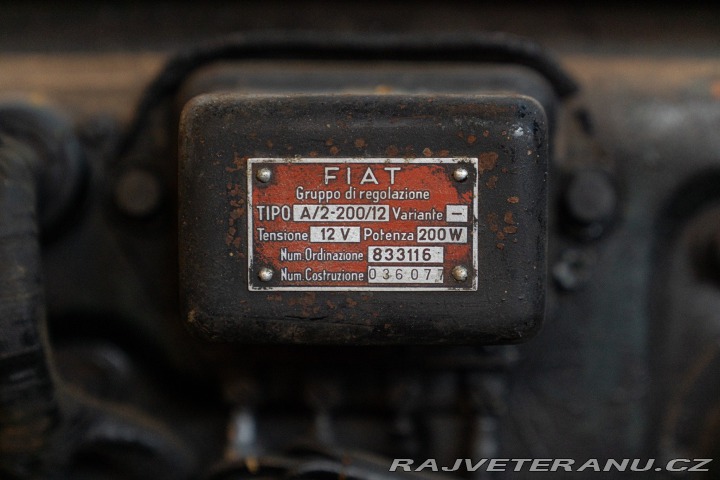 FIAT
Gruppo di regolazione
TIPO A/2-200/12 Variante -
Tensione 12 V Potenza 200 W
Num. Ordinazione 833116
Num. Costruzione 036077
RAJVETERANU.CZ